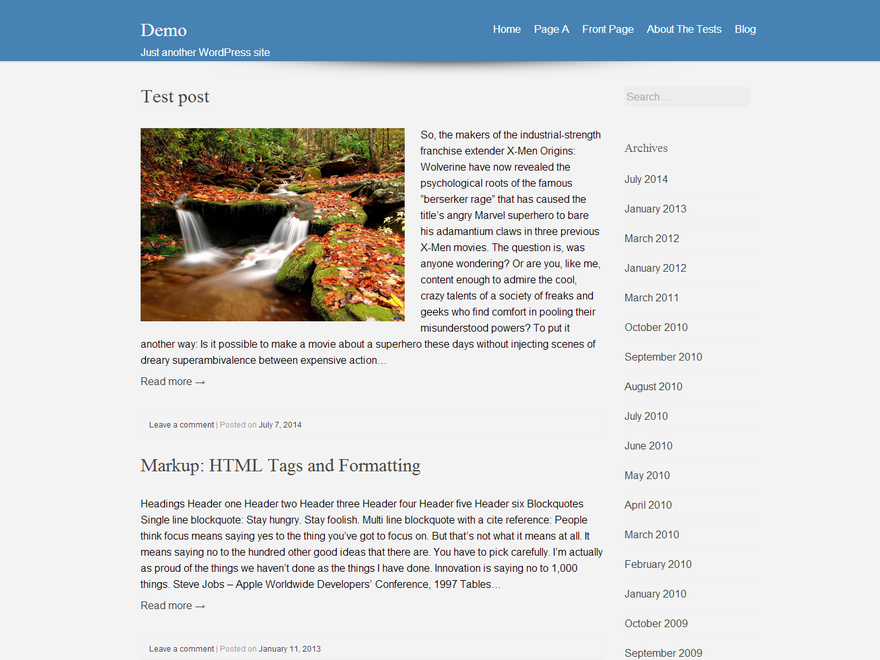 Demo
Just another WordPress site
Home Page A Front Page About The Tests Blog
Test post
So, the makers of the industrial-strength
franchise extender X-Men Origins:
Wolverine have now revealed the
psychological roots of the famous
"berserker rage" that has caused the
title's angry Marvel superhero to bare
his adamantium claws in three previous
X-Men movies. The question is, was
anyone wondering? Or are you, like me,
content enough to admire the cool,
crazy talents of a society of freaks and
geeks who find comfort in pooling their
misunderstood powers? To put it
another way: Is it possible to make a movie about a superhero these days without injecting scenes of
dreary superambivalence between expensive action…
Read more →
Leave a comment | Posted on July 7, 2014
Markup: HTML Tags and Formatting
Headings Header one Header two Header three Header four Header five Header six Blockquotes
Single line blockquote: Stay hungry. Stay foolish. Multi line blockquote with a cite reference: People
think focus means saying yes to the thing you've got to focus on. But that's not what it means at all. It
means saying no to the hundred other good ideas that there are. You have to pick carefully. I'm actually
as proud of the things we haven't done as the things I have done. Innovation is saying no to 1,000
things. Steve Jobs – Apple Worldwide Developers' Conference, 1997 Tables…
Read more →
Leave a comment | Posted on January 11, 2013
Search …
Archives
July 2014
January 2013
March 2012
January 2012
March 2011
October 2010
September 2010
August 2010
July 2010
June 2010
May 2010
April 2010
March 2010
February 2010
January 2010
October 2009
September 2009